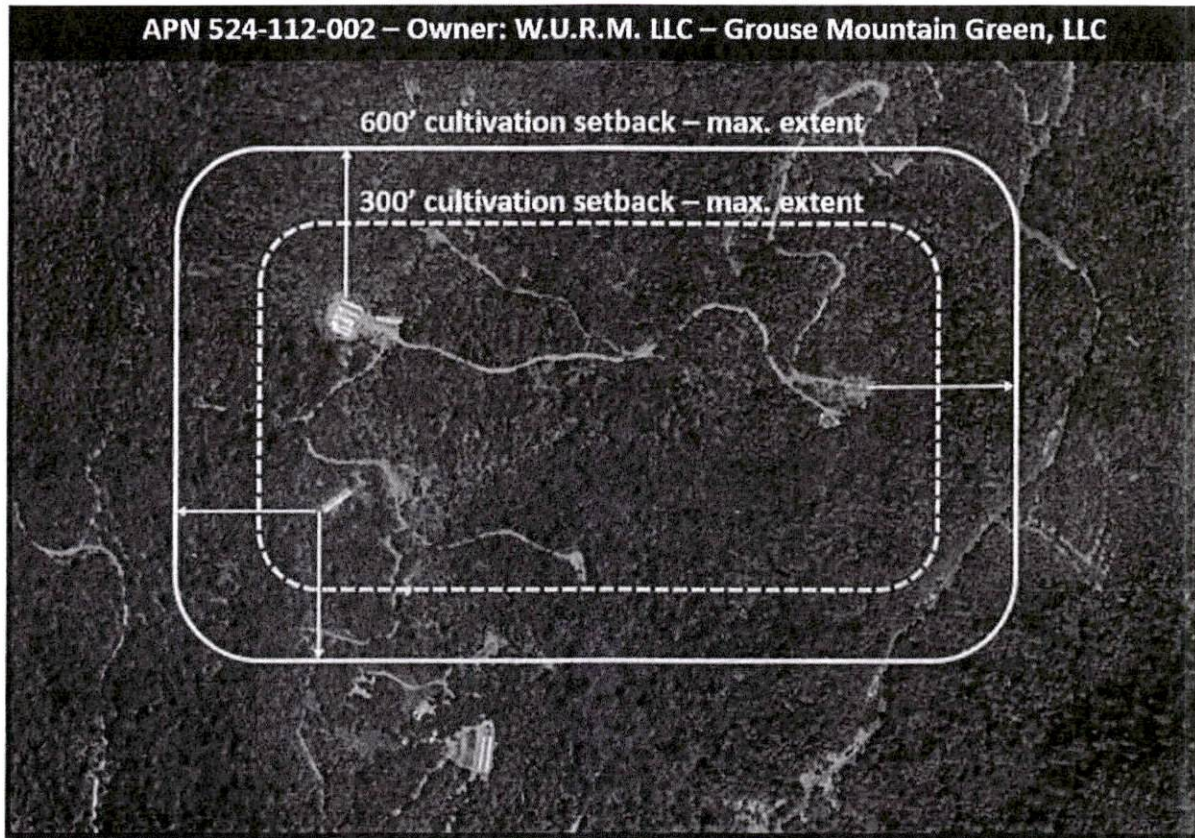 APN 524-112-002 – Owner: W.U.R.M. LLC – Grouse Mountain Green, LLC
600' cultivation setback – max. extent
300' cultivation setback – max. extent